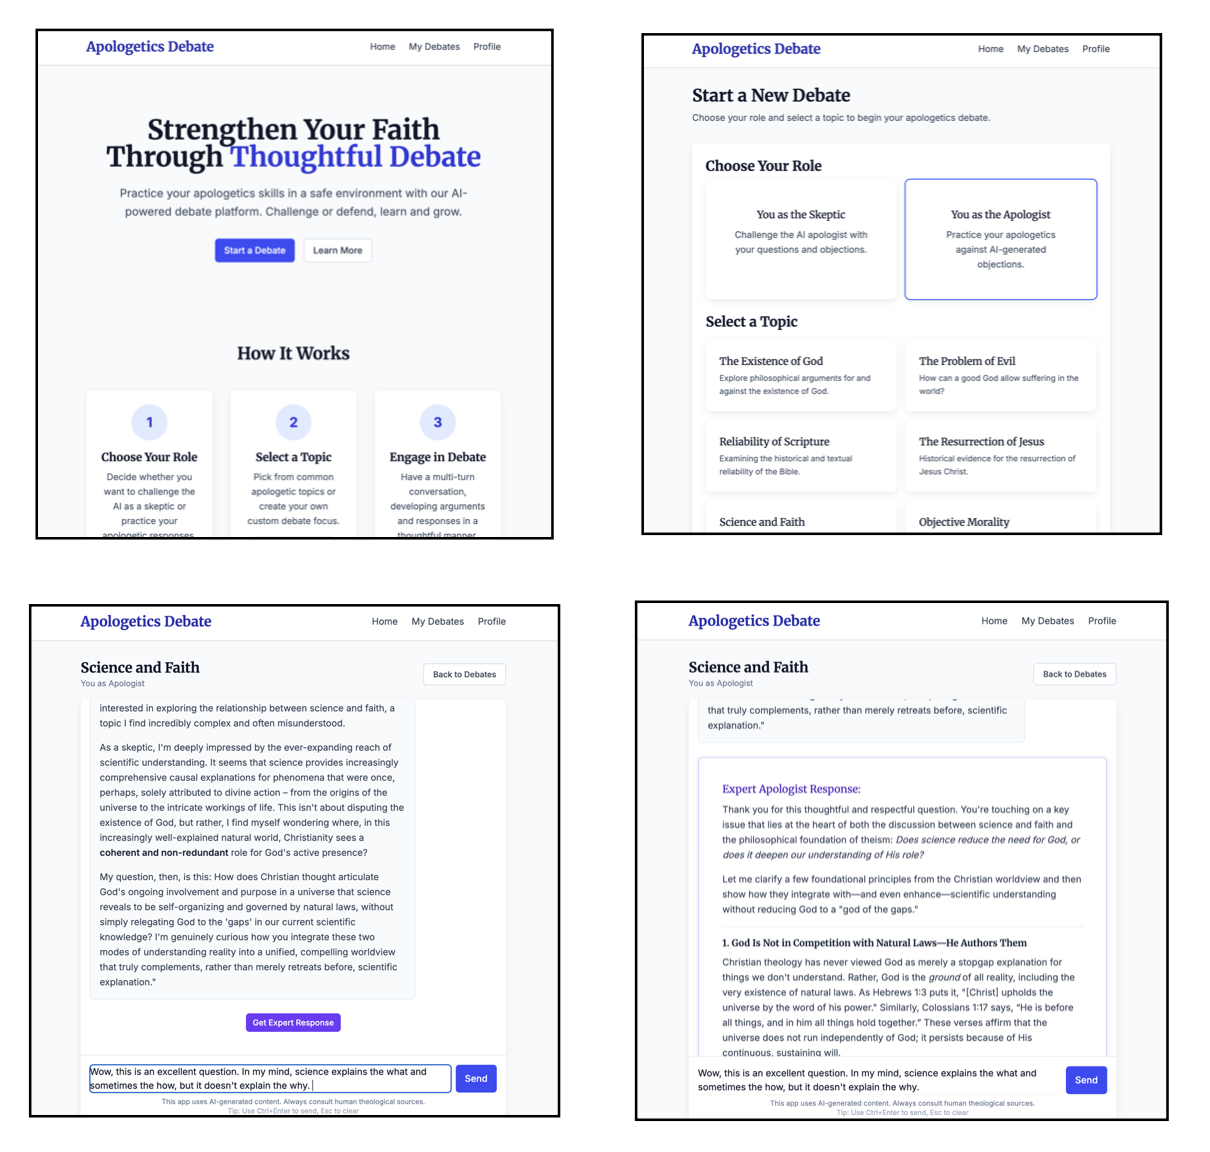 Apologetics Debate
Home My Debates Profile
Strengthen Your Faith
Through Thoughtful Debate
Practice your apologetics skills in a safe environment with our AI-
powered debate platform. Challenge or defend, learn and grow.
Start a Debate Learn More
How It Works
1
Choose Your Role
Decide whether you
want to challenge the
AI as a skeptic or
practice your
apologetic responses
2
Select a Topic
Pick from common
apologetic topics or
create your own
custom debate focus.
3
Engage in Debate
Have a multi-turn
conversation,
developing arguments
and responses in a
thoughtful manner
Apologetics Debate
Home My Debates Profile
Start a New Debate
Choose your role and select a topic to begin your apologetics debate.
Choose Your Role
You as the Skeptic
Challenge the AI apologist with
your questions and objections.
You as the Apologist
Practice your apologetics
against AI-generated
objections.
Select a Topic
The Existence of God
Explore philosophical arguments for and
against the existence of God.
The Problem of Evil
How can a good God allow suffering in the
world?
Reliability of Scripture
Examining the historical and textual
reliability of the Bible.
The Resurrection of Jesus
Historical evidence for the resurrection of
Jesus Christ.
Science and Faith
Objective Morality
Apologetics Debate
Home My Debates Profile
Science and Faith
You as Apologist
Back to Debates
interested in exploring the relationship between science and faith, a
topic I find incredibly complex and often misunderstood.
As a skeptic, I'm deeply impressed by the ever-expanding reach of
scientific understanding. It seems that science provides increasingly
comprehensive causal explanations for phenomena that were once,
perhaps, solely attributed to divine action – from the origins of the
universe to the intricate workings of life. This isn't about disputing the
existence of God, but rather, I find myself wondering where, in this
increasingly well-explained natural world, Christianity sees a
coherent and non-redundant role for God's active presence?
My question, then, is this: How does Christian thought articulate
God's ongoing involvement and purpose in a universe that science
reveals to be self-organizing and governed by natural laws, without
simply relegating God to the 'gaps' in our current scientific
knowledge? I'm genuinely curious how you integrate these two
modes of understanding reality into a unified, compelling worldview
that truly complements, rather than merely retreats before, scientific
explanation."
Get Expert Response
Wow, this is an excellent question. In my mind, science explains the what and
sometimes the how, but it doesn't explain the why.
Send
This app uses AI-generated content. Always consult human theological sources.
Tip: Use Ctrl+Enter to send, Esc to clear
Apologetics Debate
Home My Debates Profile
Science and Faith
You as Apologist
Back to Debates
that truly complements, rather than merely retreats before, scientific
explanation."
Expert Apologist Response:
Thank you for this thoughtful and respectful question. You're touching on a key
issue that lies at the heart of both the discussion between science and faith and
the philosophical foundation of theism: Does science reduce the need for God, or
does it deepen our understanding of His role?
Let me clarify a few foundational principles from the Christian worldview and then
show how they integrate with—and even enhance—scientific understanding
without reducing God to a "god of the gaps."
1. God Is Not in Competition with Natural Laws—He Authors Them
Christian theology has never viewed God as merely a stopgap explanation for
things we don't understand. Rather, God is the ground of all reality, including the
very existence of natural laws. As Hebrews 1:3 puts it, "[Christ] upholds the
universe by the word of his power." Similarly, Colossians 1:17 says, "He is before
all things, and in him all things hold together." These verses affirm that the
universe does not run independently of God; it persists because of His
continuous, sustaining will.
Wow, this is an excellent question. In my mind, science explains the what and
sometimes the how, but it doesn't explain the why.
Send
This app uses AI-generated content. Always consult human theological sources.
Tip: Use Ctrl+Enter to send, Esc to clear